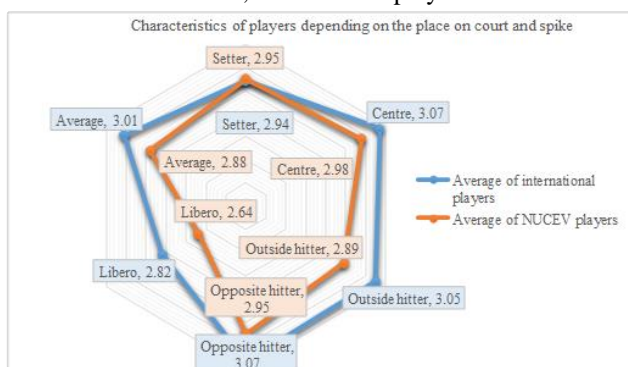 Characteristics of players depending on the place on court and spike
Setter, 2.95
Average, 3.01
Centre, 3.07
Setter, 2.94
Average, 2.88
Centre, 2.98
Average of international
players
Average of NUCEV players
Libero, 2.64
Outside hitter, 2.89
Libero, 2.82
Opposite hitter,
2.95
Outside hitter, 3.05
Opposite hitter,
3.07